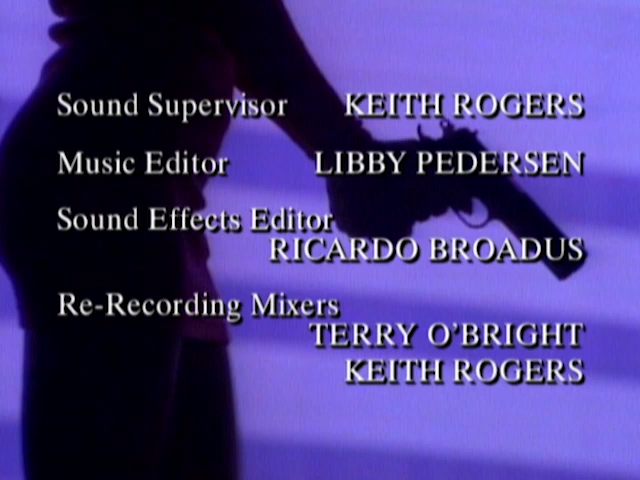 Sound Supervisor KEITH ROGERS
Music Editor LIBBY PEDERSEN
Sound Effects Editor
RICARDO BROADUS
Re-Recording Mixers
TERRY O'BRIGHT
KEITH ROGERS